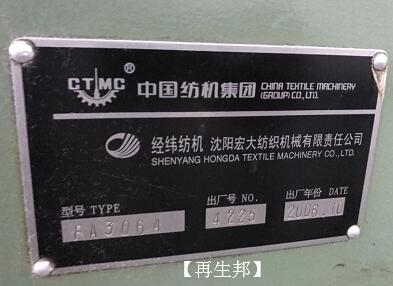 CTMC ® 中国纺机集团 CHINA TEXTILE MACHINERY (GROUP) CO.,LTD.
经纬纺机 沈阳宏大纺织机械有限责任公司
SHENYANG HONGDA TEXTILE MACHINERY CO.,LTD.
型号 TYPE 出厂号 NO. 出厂年份 DATE
FA306A 4225 2006.10
【再生邦】